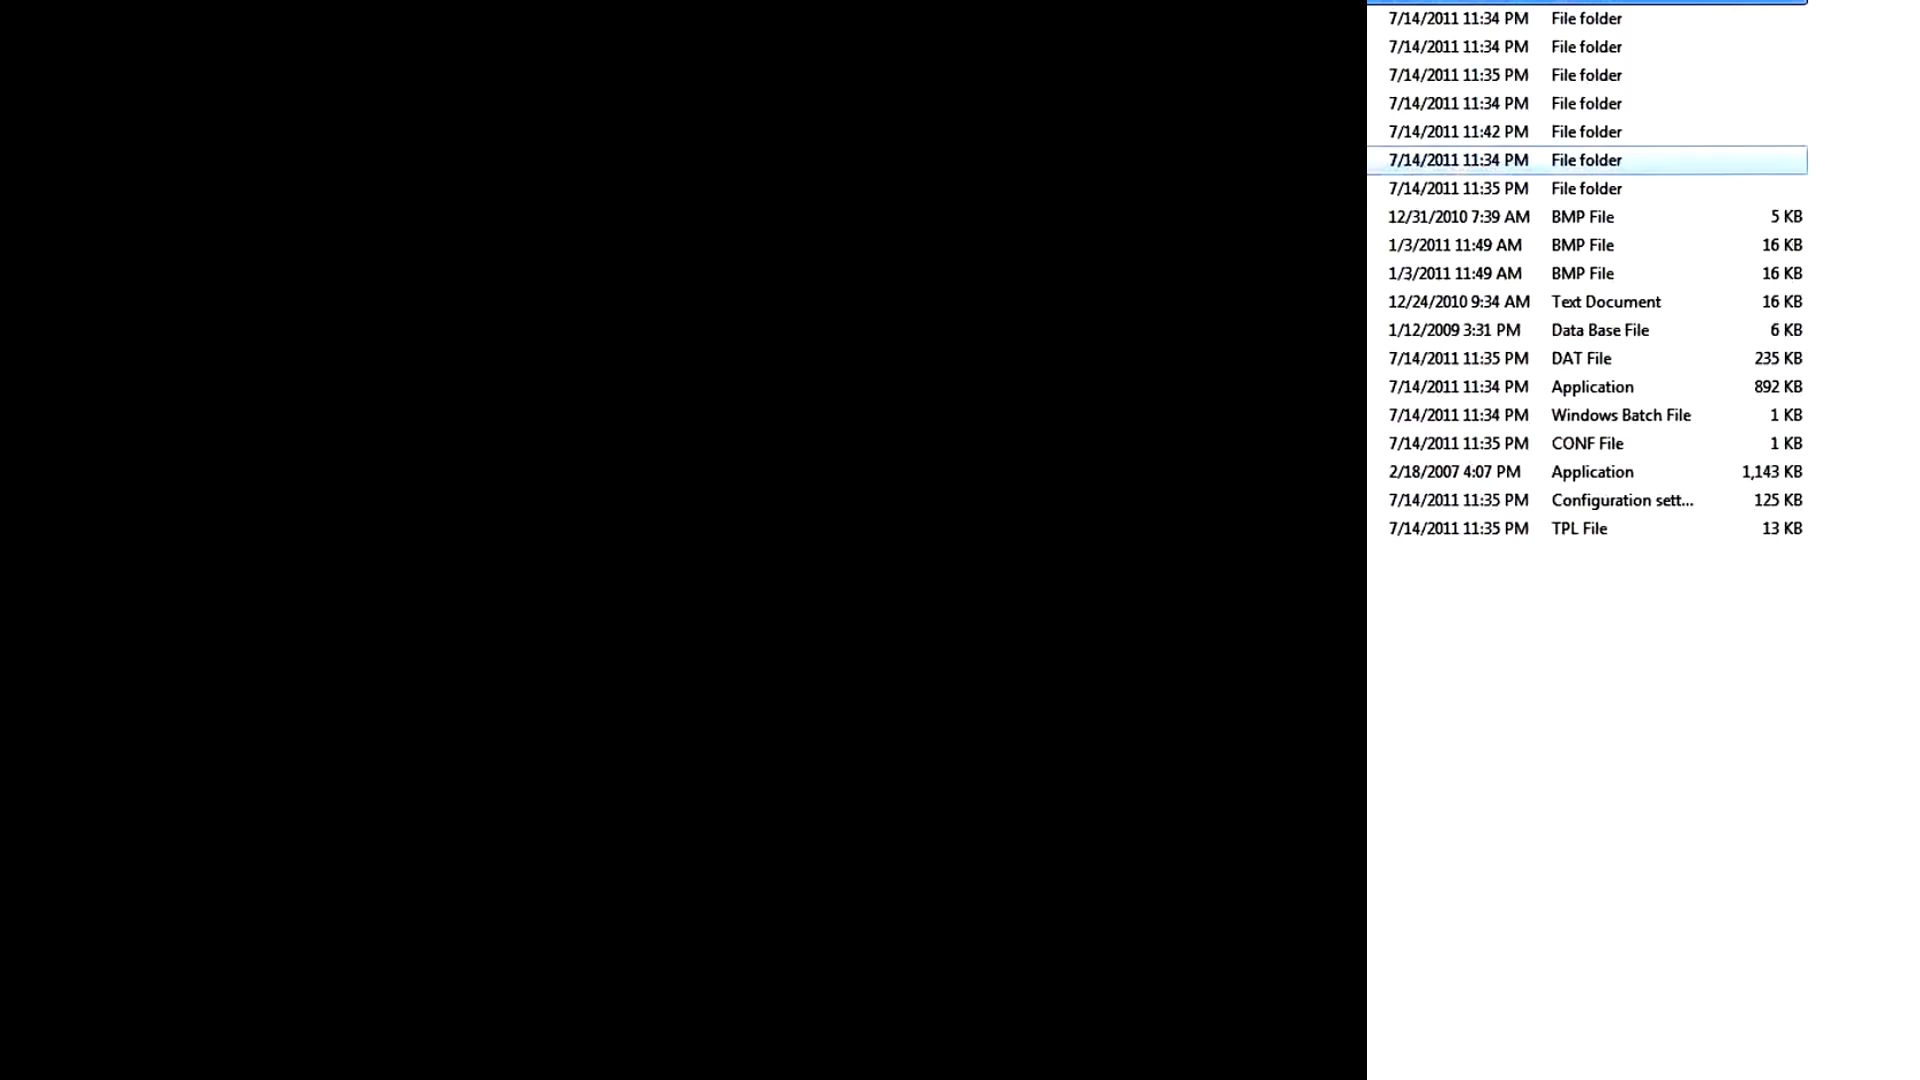 7/14/2011 11:34 PM File folder
7/14/2011 11:34 PM File folder
7/14/2011 11:35 PM File folder
7/14/2011 11:34 PM File folder
7/14/2011 11:42 PM File folder
7/14/2011 11:34 PM File folder
7/14/2011 11:35 PM File folder
12/31/2010 7:39 AM BMP File 5 KB
1/3/2011 11:49 AM BMP File 16 KB
1/3/2011 11:49 AM BMP File 16 KB
12/24/2010 9:34 AM Text Document 16 KB
1/12/2009 3:31 PM Data Base File 6 KB
7/14/2011 11:35 PM DAT File 235 KB
7/14/2011 11:34 PM Application 892 KB
7/14/2011 11:34 PM Windows Batch File 1 KB
7/14/2011 11:35 PM CONF File 1 KB
2/18/2007 4:07 PM Application 1,143 KB
7/14/2011 11:35 PM Configuration sett... 125 KB
7/14/2011 11:35 PM TPL File 13 KB